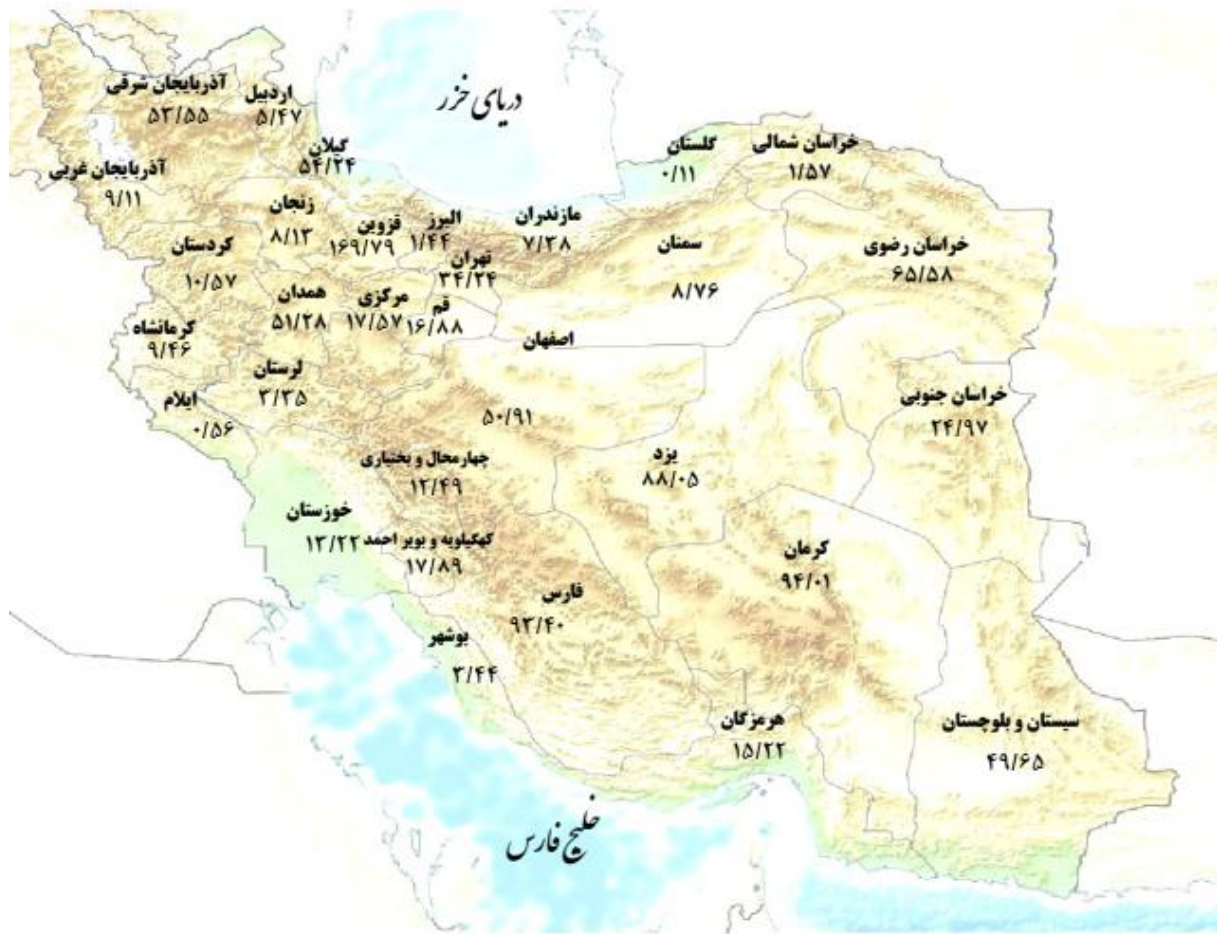 آذربایجان شرقی
۵۳/۵۵
اردبیل
۵/۴۷
دریای خزر
گیلان
۵۴/۲۴
گلستان
۰/۱۱
خراسان شمالی
۱/۵۷
آذربایجان غربی
۹/۱۱
زنجان
۸/۱۳
قزوین
۱۶۹/۷۹
البرز
۱/۴۴
مازندران
۷/۳۸
سمنان
۸/۷۶
خراسان رضوی
۶۵/۵۸
کردستان
۱۰/۵۷
تهران
۳۴/۲۴
همدان
۵۱/۲۸
مرکزی
۱۷/۵۷
قم
۱۶/۸۸
اصفهان
۵۰/۹۱
کرمانشاه
۹/۴۶
لرستان
۳/۳۵
ایلام
۰/۵۶
خراسان جنوبی
۲۴/۹۷
چهارمحال و بختیاری
۱۲/۴۹
یزد
۸۸/۰۵
خوزستان
۱۳/۲۲
کهگیلویه و بویر احمد
۱۷/۸۹
کرمان
۹۴/۰۱
فارس
۹۳/۴۰
بوشهر
۳/۴۴
هرمزگان
۱۵/۲۲
سیستان و بلوچستان
۴۹/۶۵
خلیج فارس